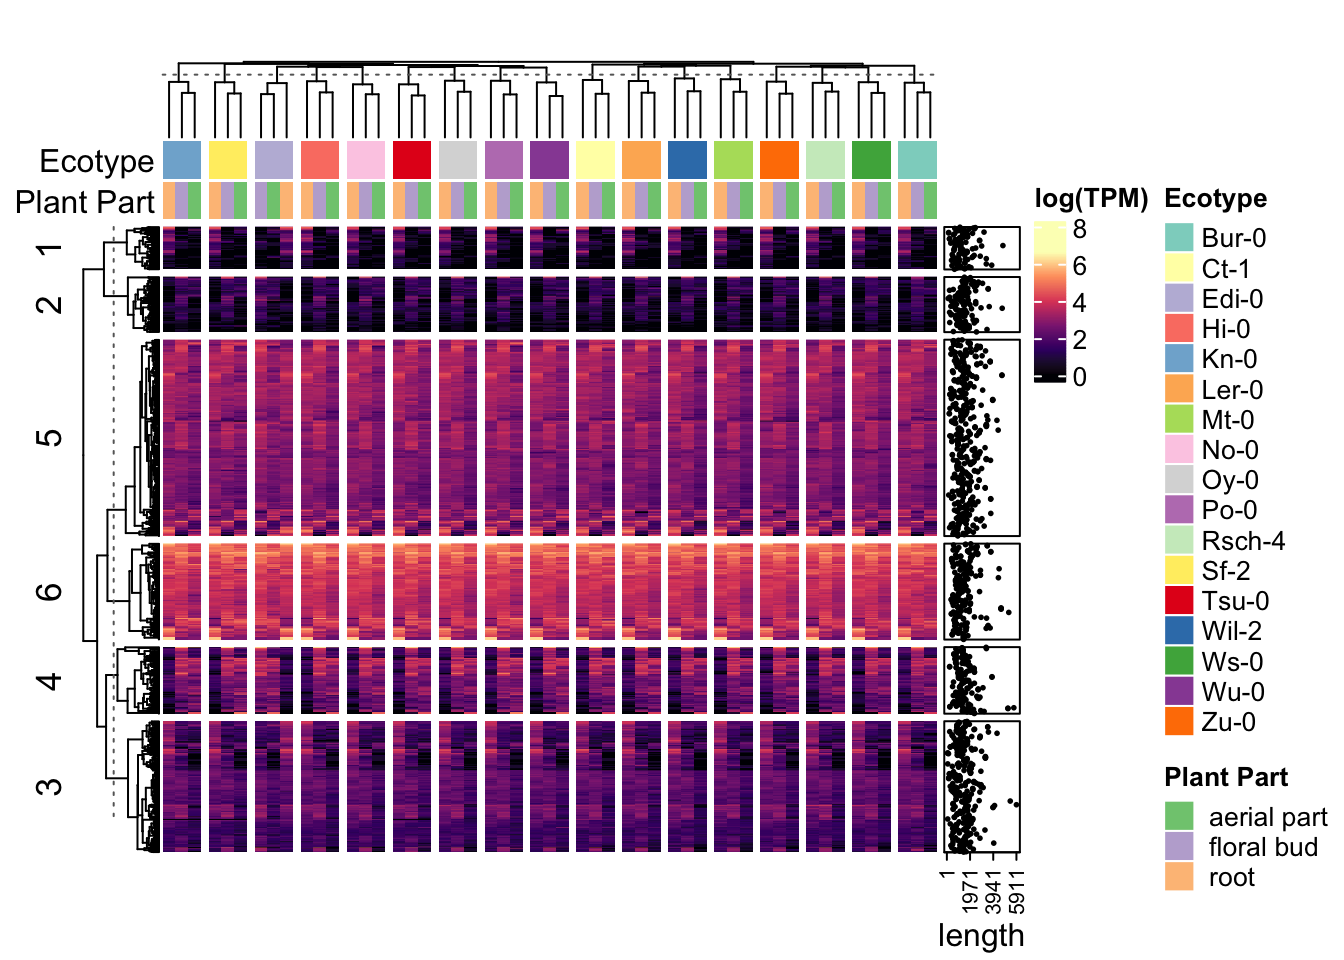 Ecotype
Plant Part
1
2
5
6
4
3
1
1971
3941
5911
length
log(TPM)
8
6
4
2
0
Ecotype
Bur-0
Ct-1
Edi-0
Hi-0
Kn-0
Ler-0
Mt-0
No-0
Oy-0
Po-0
Rsch-4
Sf-2
Tsu-0
Wil-2
Ws-0
Wu-0
Zu-0
Plant Part
aerial part
floral bud
root